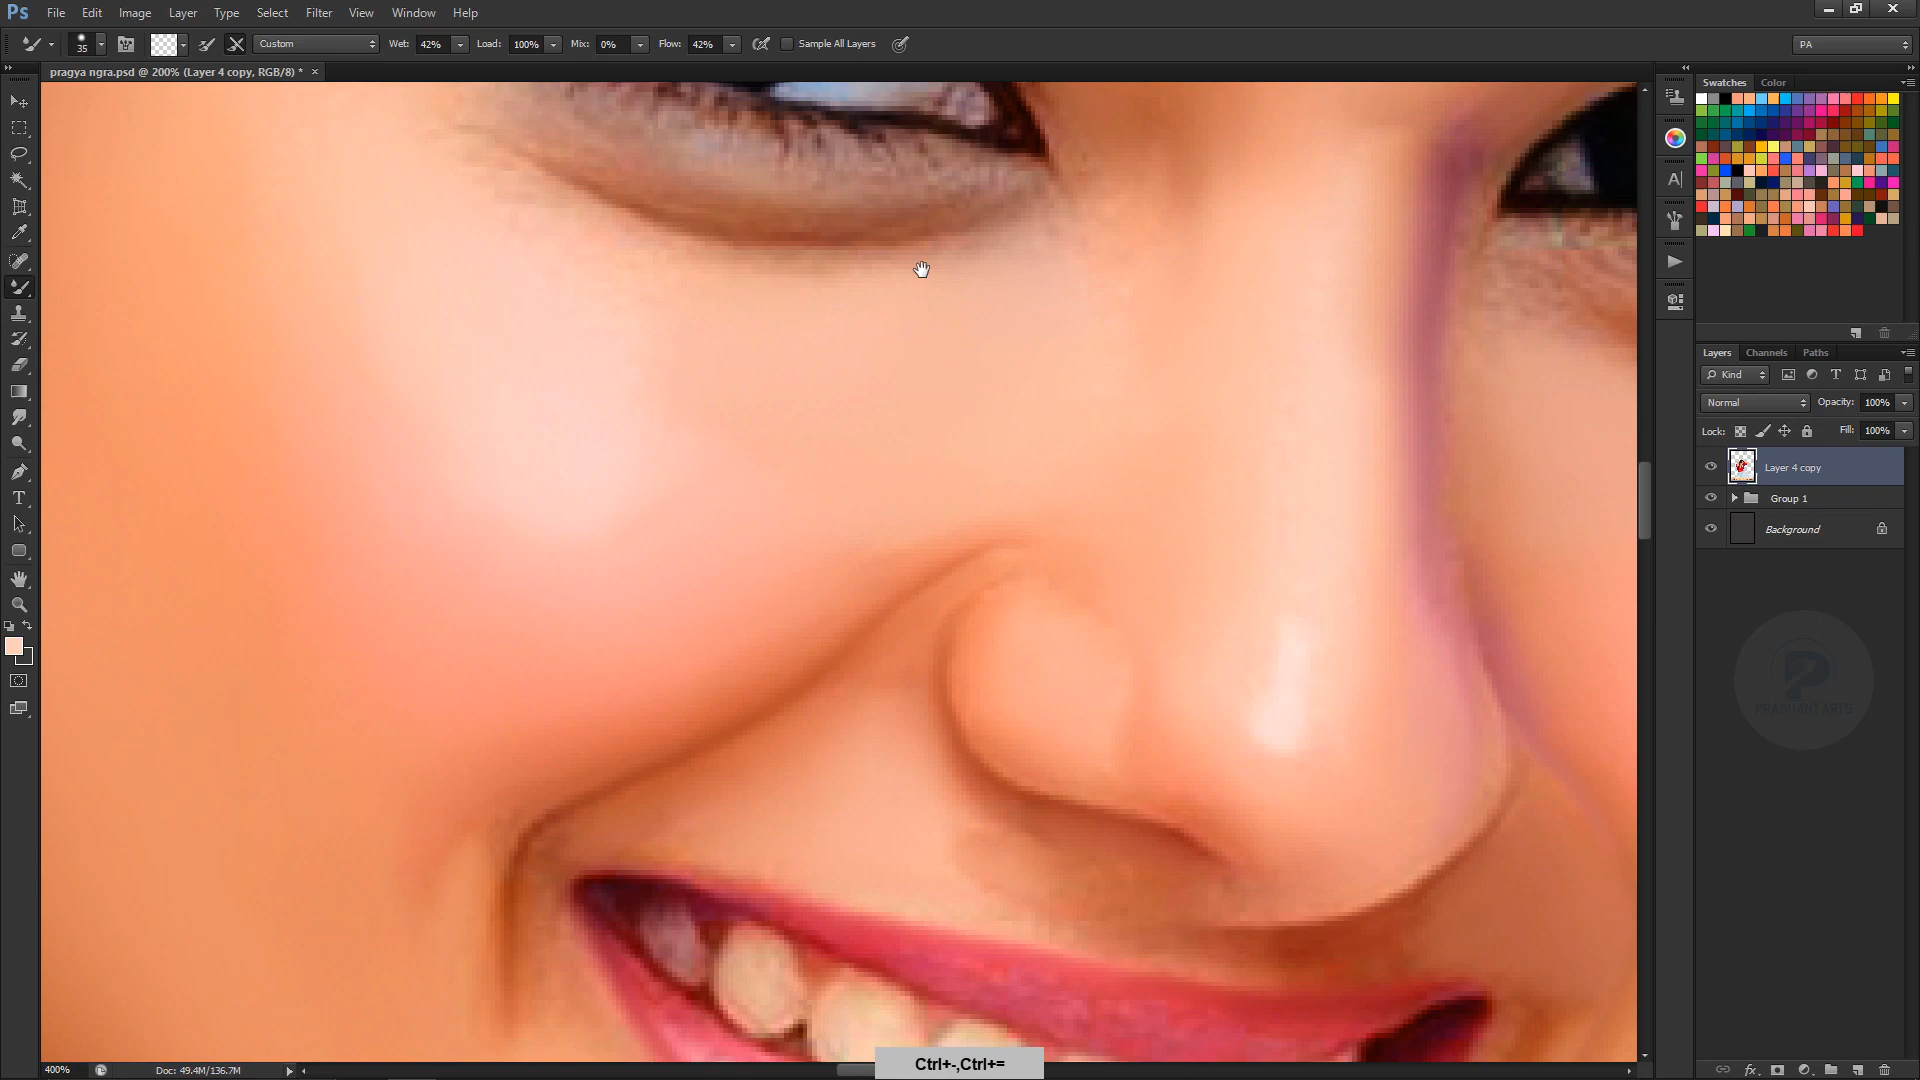 Ps File Edit Image Layer Type Select Filter View Window Help
35 Custom Wet: 42% Load: 100% Mix: 0% Flow: 42% Sample All Layers PA
pragya ngra.psd @ 200% (Layer 4 copy, RGB/8) * ×
Swatches Color
Layers Channels Paths
Kind
Normal Opacity: 100%
Lock: Fill: 100%
Layer 4 copy
Group 1
Background
PRASHANT ARTS
400% Doc: 49.4M/136.7M
Ctrl+-,Ctrl+=